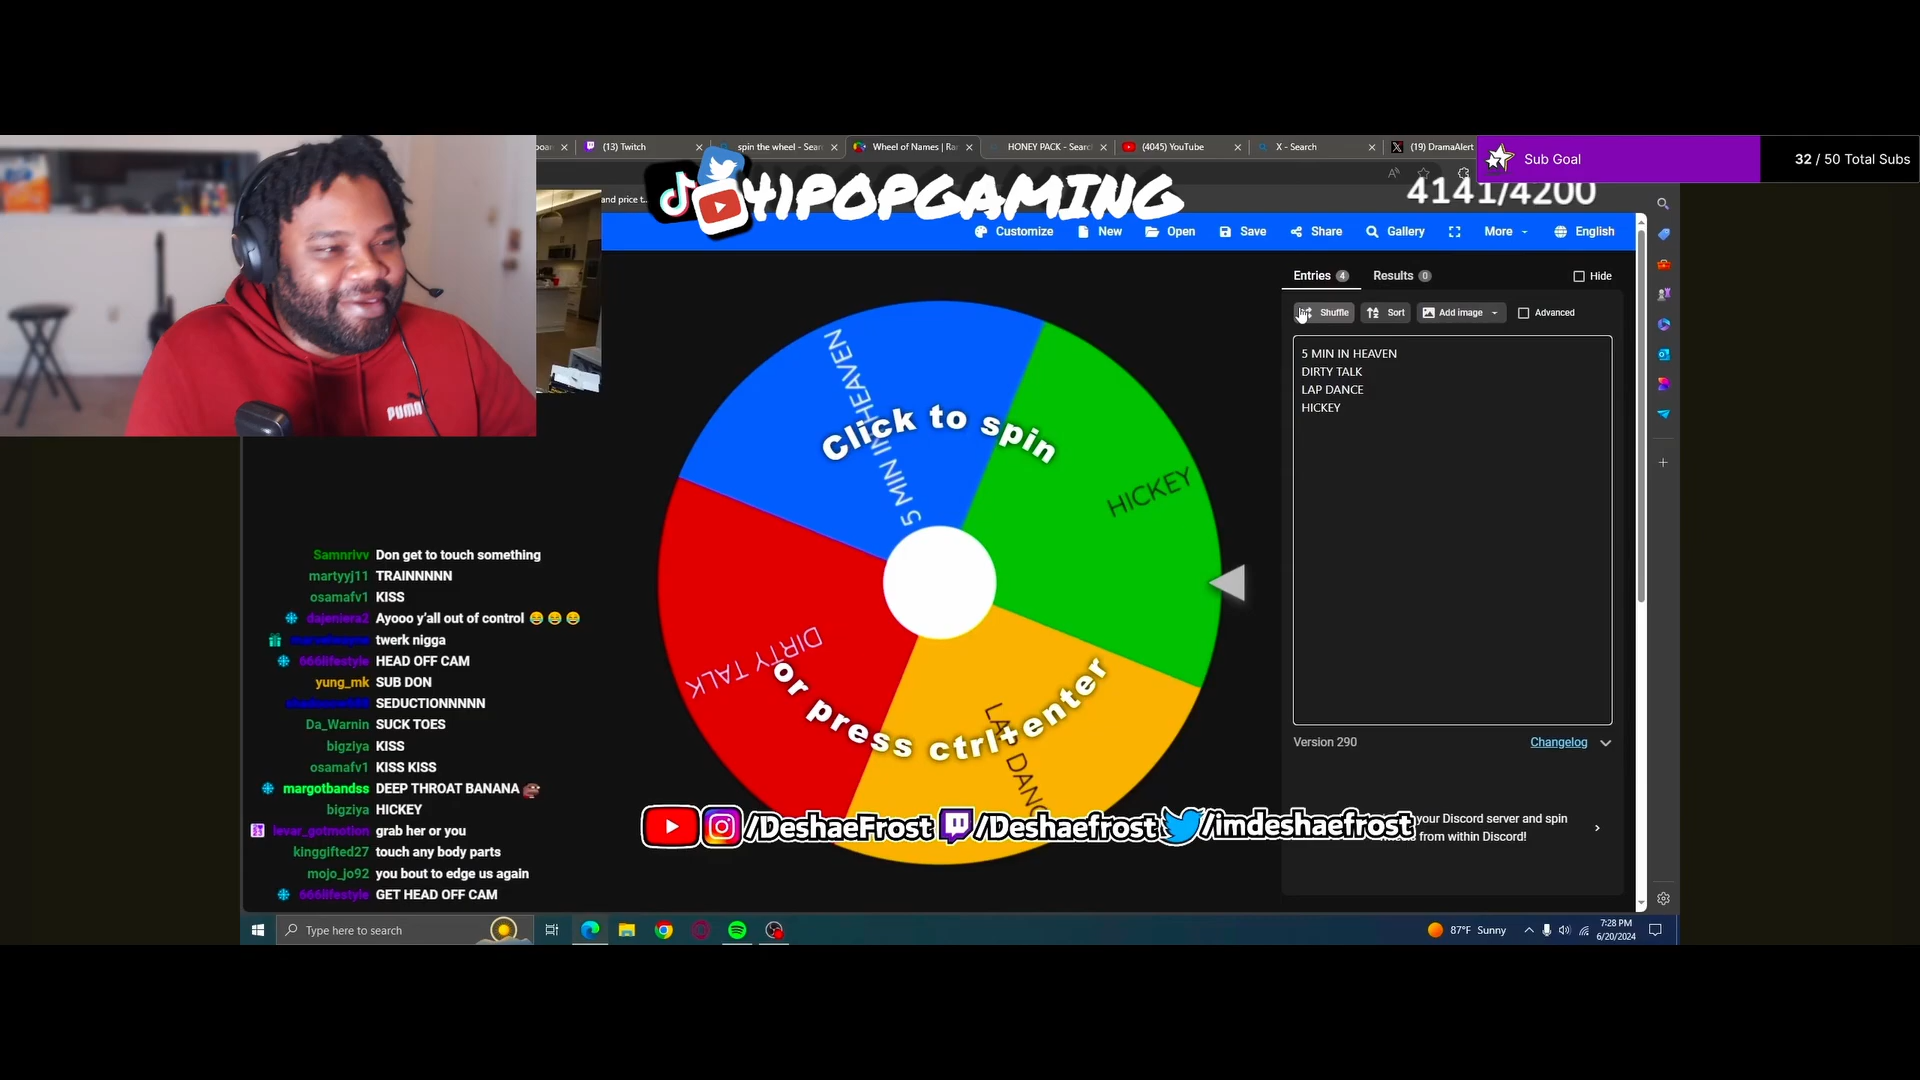 (13) Twitch
spin the wheel - Sear
Wheel of Names | Ra
HONEY PACK - Search
(4045) YouTube
X - Search
(19) DramaAlert
Sub Goal
32 / 50 Total Subs
and price t...
41POPGAMING
4141/4200
Customize
New
Open
Save
Share
Gallery
More
English
Entries 4
Results 0
Hide
Shuffle
Sort
Add image
Advanced
5 MIN IN HEAVEN
DIRTY TALK
LAP DANCE
HICKEY
5 MIN IN HEAVEN
Click to spin
HICKEY
DIRTY TALK
or press ctrl+enter
LAP DANC
PUMA
Version 290
Changelog
your Discord server and spin
from within Discord!
/DeshaeFrost
/Deshaefrost
/imdeshaefrost
Samnrivv Don get to touch something
martyyj11 TRAINNNNN
osamafv1 KISS
dajeniera2 Ayooo y'all out of control 😂 😂 😂
twerk nigga
666lifestyle HEAD OFF CAM
yung_mk SUB DON
SEDUCTIONNNNN
Da_Warnin SUCK TOES
bigziya KISS
osamafv1 KISS KISS
margotbandss DEEP THROAT BANANA
bigziya HICKEY
levar_gotmotion grab her or you
kinggifted27 touch any body parts
mojo_jo92 you bout to edge us again
666lifestyle GET HEAD OFF CAM
Type here to search
87°F Sunny
7:28 PM
6/20/2024